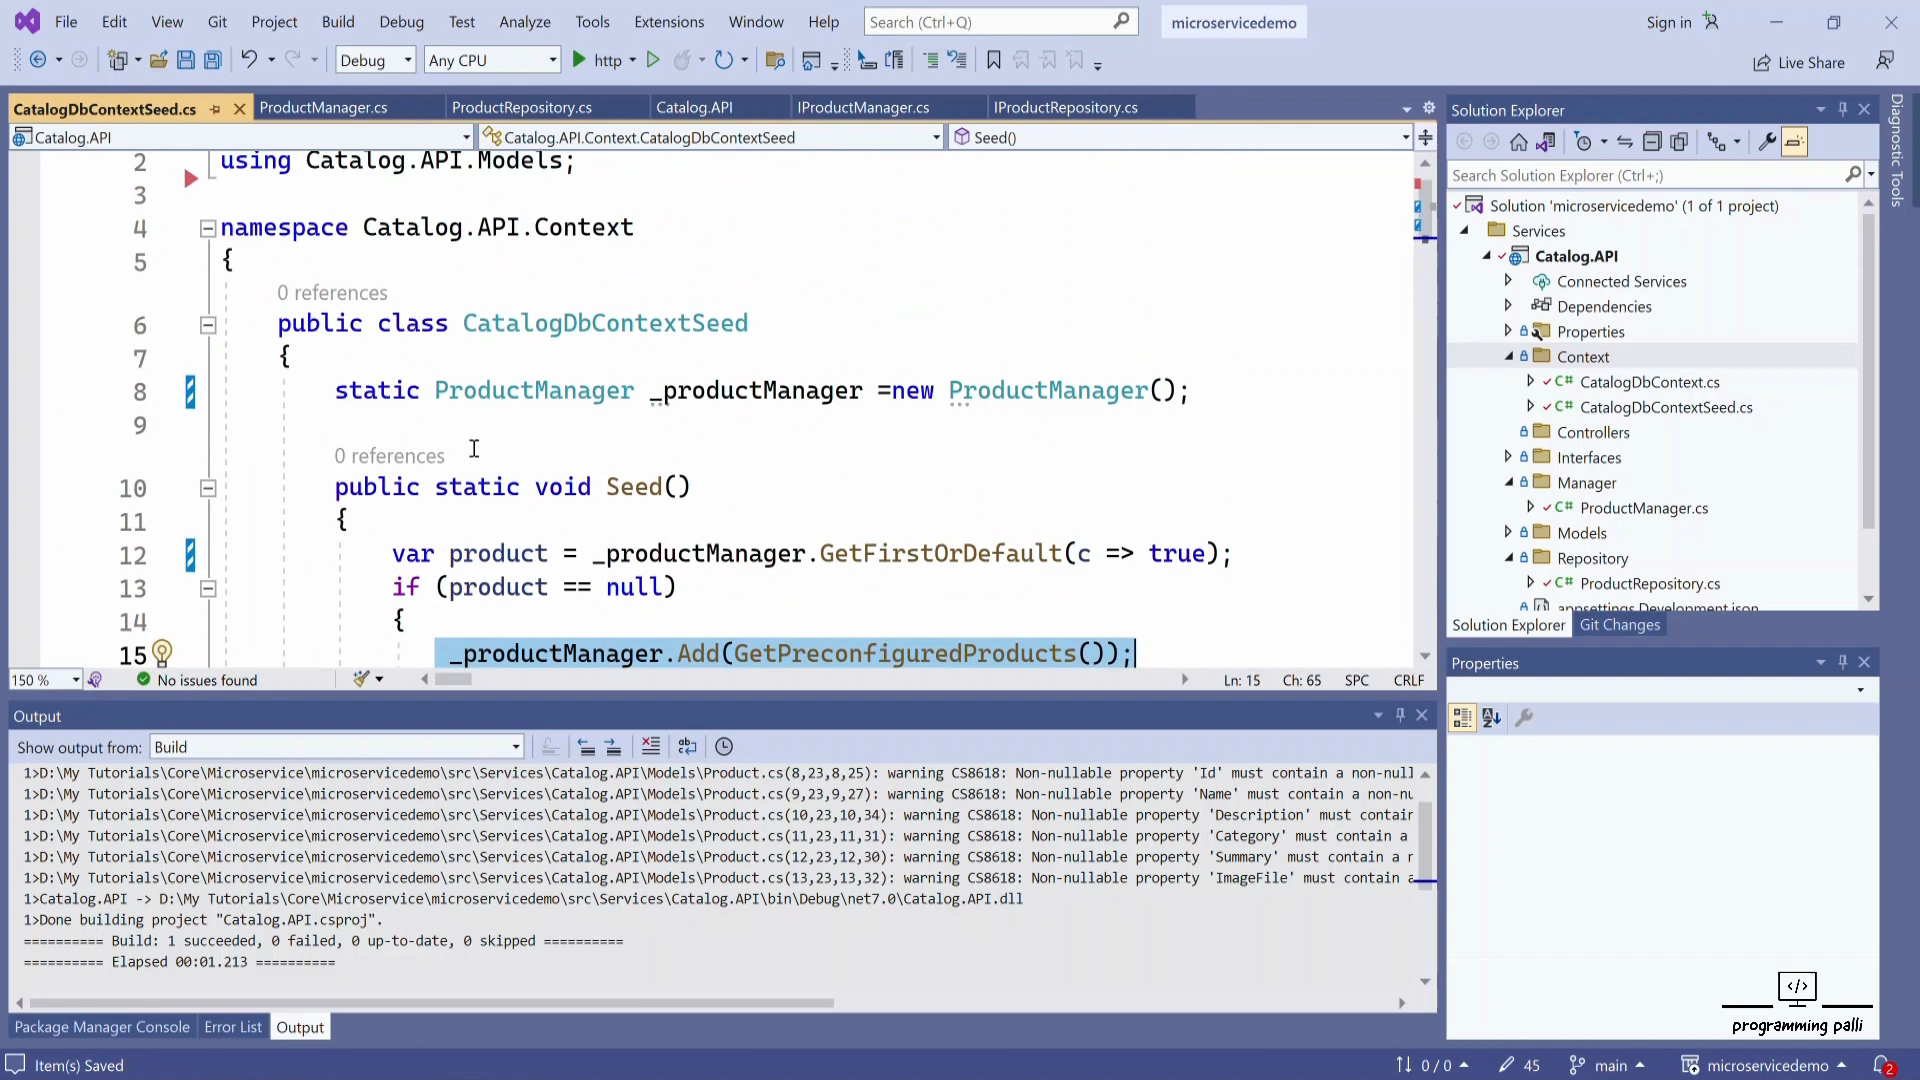 File Edit View Git Project Build Debug Test Analyze Tools Extensions Window Help Search (Ctrl+Q) microservicedemo Sign in
Debug Any CPU http Live Share
CatalogDbContextSeed.cs ProductManager.cs ProductRepository.cs Catalog.API IProductManager.cs IProductRepository.cs
Catalog.API Catalog.API.Context.CatalogDbContextSeed Seed()
2 using Catalog.API.Models;
3
4 namespace Catalog.API.Context
5 {
0 references
6 public class CatalogDbContextSeed
7 {
8 static ProductManager _productManager =new ProductManager();
9
0 references
10 public static void Seed()
11 {
12 var product = _productManager.GetFirstOrDefault(c => true);
13 if (product == null)
14 {
15 _productManager.Add(GetPreconfiguredProducts());
150 % No issues found Ln: 15 Ch: 65 SPC CRLF
Output
Show output from: Build
1>D:\My Tutorials\Core\Microservice\microservicedemo\src\Services\Catalog.API\Models\Product.cs(8,23,8,25): warning CS8618: Non-nullable property 'Id' must contain a non-null
1>D:\My Tutorials\Core\Microservice\microservicedemo\src\Services\Catalog.API\Models\Product.cs(9,23,9,27): warning CS8618: Non-nullable property 'Name' must contain a non-nu
1>D:\My Tutorials\Core\Microservice\microservicedemo\src\Services\Catalog.API\Models\Product.cs(10,23,10,34): warning CS8618: Non-nullable property 'Description' must contain
1>D:\My Tutorials\Core\Microservice\microservicedemo\src\Services\Catalog.API\Models\Product.cs(11,23,11,31): warning CS8618: Non-nullable property 'Category' must contain a
1>D:\My Tutorials\Core\Microservice\microservicedemo\src\Services\Catalog.API\Models\Product.cs(12,23,12,30): warning CS8618: Non-nullable property 'Summary' must contain a
1>D:\My Tutorials\Core\Microservice\microservicedemo\src\Services\Catalog.API\Models\Product.cs(13,23,13,32): warning CS8618: Non-nullable property 'ImageFile' must contain
1>Catalog.API -> D:\My Tutorials\Core\Microservice\microservicedemo\src\Services\Catalog.API\bin\Debug\net7.0\Catalog.API.dll
1>Done building project "Catalog.API.csproj".
========== Build: 1 succeeded, 0 failed, 0 up-to-date, 0 skipped ==========
========== Elapsed 00:01.213 ==========
Package Manager Console Error List Output
Solution Explorer
Search Solution Explorer (Ctrl+;)
Solution 'microservicedemo' (1 of 1 project)
Services
Catalog.API
Connected Services
Dependencies
Properties
Context
C# CatalogDbContext.cs
C# CatalogDbContextSeed.cs
Controllers
Interfaces
Manager
C# ProductManager.cs
Models
Repository
C# ProductRepository.cs
appsettings.Development.json
Solution Explorer Git Changes
Properties
Diagnostic Tools
</>
programming palli
Item(s) Saved 0 / 0 45 main microservicedemo 2